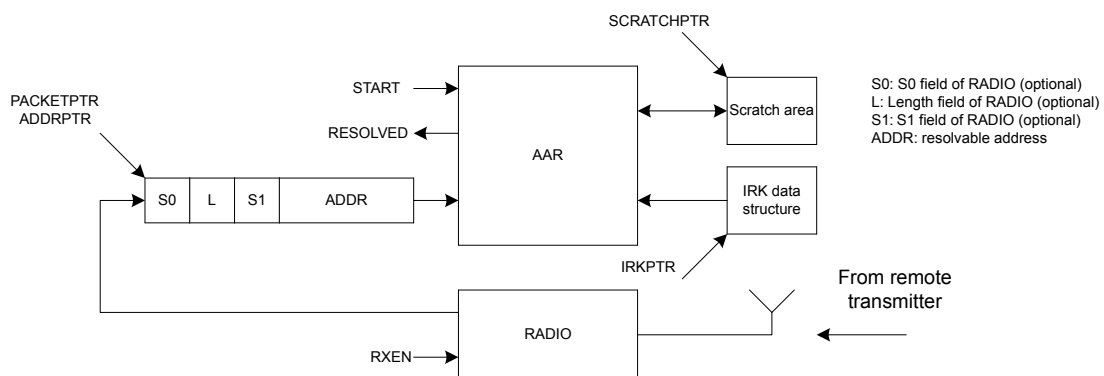 SCRATCHPTR
START
PACKETPTR
ADDRPTR
RESOLVED
AAR
Scratch area
S0: S0 field of RADIO (optional)
L: Length field of RADIO (optional)
S1: S1 field of RADIO (optional)
ADDR: resolvable address
S0
L
S1
ADDR
IRK data
structure
IRKPTR
From remote
transmitter
RADIO
RXEN